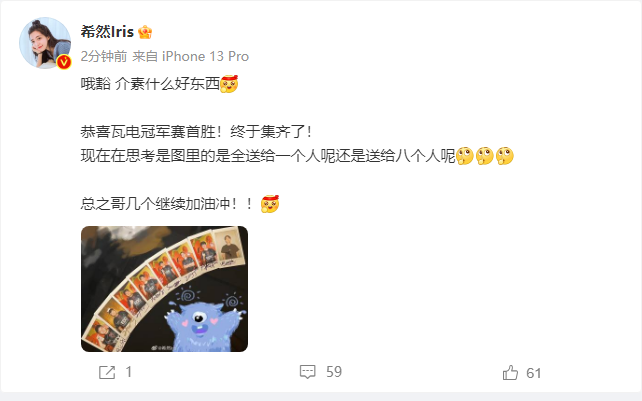 希然Iris
2分钟前 来自 iPhone 13 Pro
哦豁 介素什么好东西
恭喜瓦电冠军赛首胜！终于集齐了！
现在在思考是图里的是全送给一个人呢还是送给八个人呢
总之哥几个继续加油冲！！
1
59
61